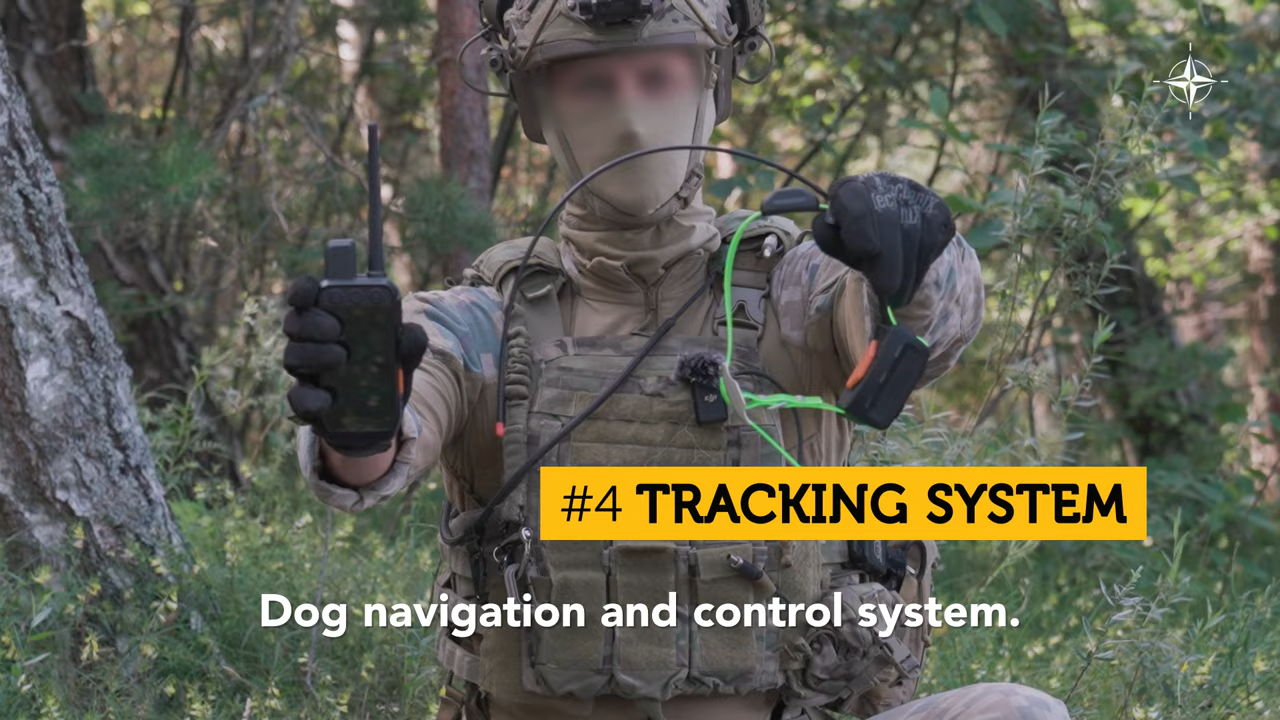 #4 TRACKING SYSTEM
Dog navigation and control system.